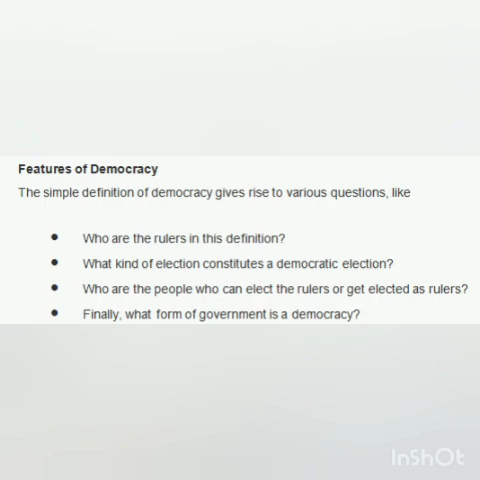 Features of Democracy
The simple definition of democracy gives rise to various questions, like
• Who are the rulers in this definition?
• What kind of election constitutes a democratic election?
• Who are the people who can elect the rulers or get elected as rulers?
• Finally, what form of government is a democracy?
InShOt